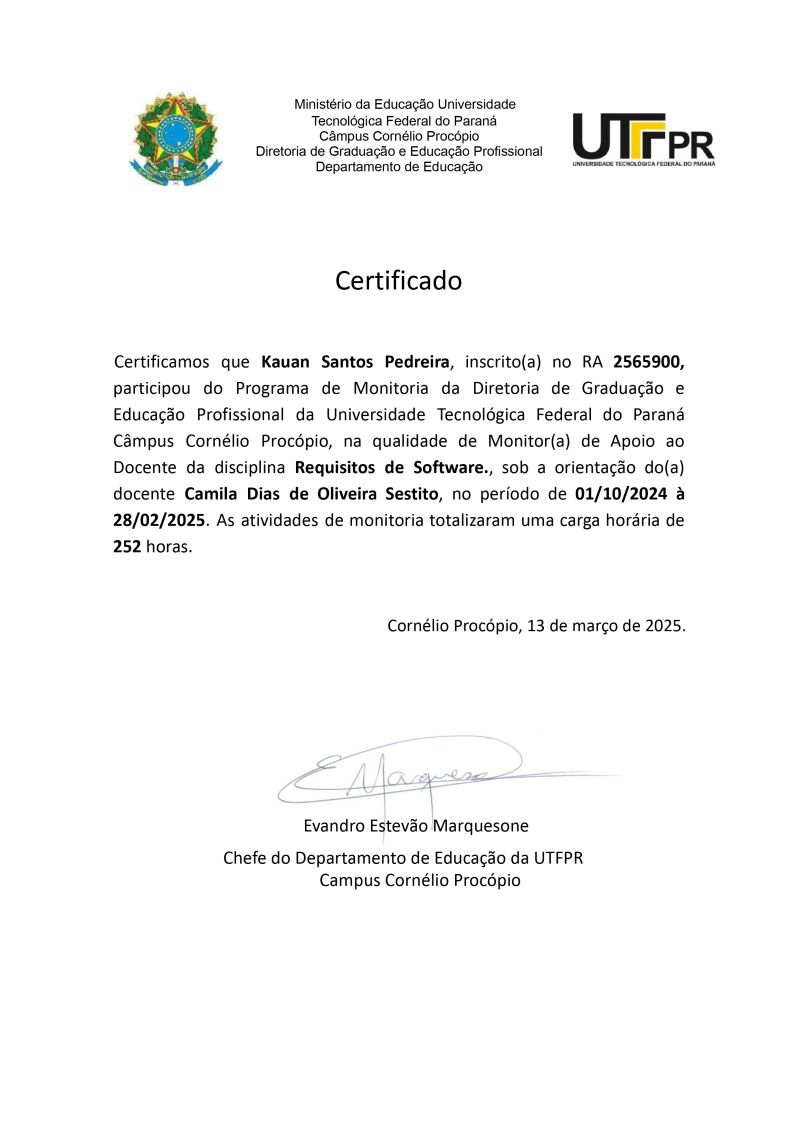 Ministério da Educação Universidade
Tecnológica Federal do Paraná
Câmpus Cornélio Procópio
Diretoria de Graduação e Educação Profissional
Departamento de Educação
UTFPR
UNIVERSIDADE TECNOLÓGICA FEDERAL DO PARANÁ
Certificado
Certificamos que Kauan Santos Pedreira, inscrito(a) no RA 2565900,
participou do Programa de Monitoria da Diretoria de Graduação e
Educação Profissional da Universidade Tecnológica Federal do Paraná
Câmpus Cornélio Procópio, na qualidade de Monitor(a) de Apoio ao
Docente da disciplina Requisitos de Software., sob a orientação do(a)
docente Camila Dias de Oliveira Sestito, no período de 01/10/2024 à
28/02/2025. As atividades de monitoria totalizaram uma carga horária de
252 horas.
Cornélio Procópio, 13 de março de 2025.
Evandro Estevão Marquesone
Chefe do Departamento de Educação da UTFPR
Campus Cornélio Procópio